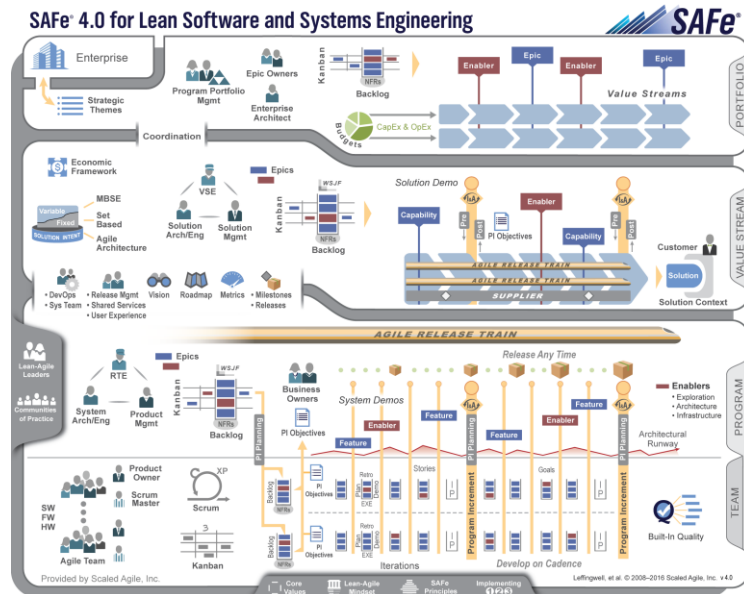 SAFe® 4.0 for Lean Software and Systems Engineering
SAFe®
Enterprise
Strategic
Themes
Program Portfolio
Mgmt
Epic Owners
Enterprise
Architect
Kanban
NFRs
Backlog
Enabler
Epic
Enabler
Epic
Value Streams
Budgets
CapEx & OpEx
PORTFOLIO
Coordination
Economic
Framework
Variable
Fixed
SOLUTION INTENT
MBSE
Set
Based
Agile
Architecture
VSE
Solution
Arch/Eng
Solution
Mgmt
Epics
Kanban
WSJF
NFRs
Backlog
Solution Demo
I&A
I&A
Capability
Pre
Post
PI Objectives
Enabler
Capability
Pre
Post
AGILE RELEASE TRAIN
AGILE RELEASE TRAIN
SUPPLIER
Customer
Solution
Solution Context
VALUE STREAM
• DevOps
• Sys Team
• Release Mgmt
• Shared Services
• User Experience
Vision
Roadmap
Metrics
• Milestones
• Releases
AGILE RELEASE TRAIN
Lean-Agile
Leaders
Communities
of Practice
RTE
System
Arch/Eng
Product
Mgmt
Epics
Kanban
WSJF
NFRs
Backlog
PI Planning
Business
Owners
PI Objectives
Release Any Time
System Demos
Feature
Enabler
Feature
I&A
PI Planning
Feature
Enabler
Feature
I&A
PI Planning
Enablers
• Exploration
• Architecture
• Infrastructure
Architectural
Runway
PROGRAM
SW
FW
HW
Agile Team
Product
Owner
Scrum
Master
XP
Scrum
3
Kanban
Backlog
NFRs
PI
Objectives
Plan
Retro
EXE
Demo
Stories
I
P
Program Increment
Goals
I
P
Program Increment
Backlog
NFRs
PI
Objectives
Plan
Retro
EXE
Demo
I
P
I
P
Iterations
Develop on Cadence
Built-In Quality
TEAM
Provided by Scaled Agile, Inc.
Leffingwell, et al. © 2008–2016 Scaled Agile, Inc. v 4.0
Core
Values
Lean-Agile
Mindset
SAFe
Principles
Implementing
123